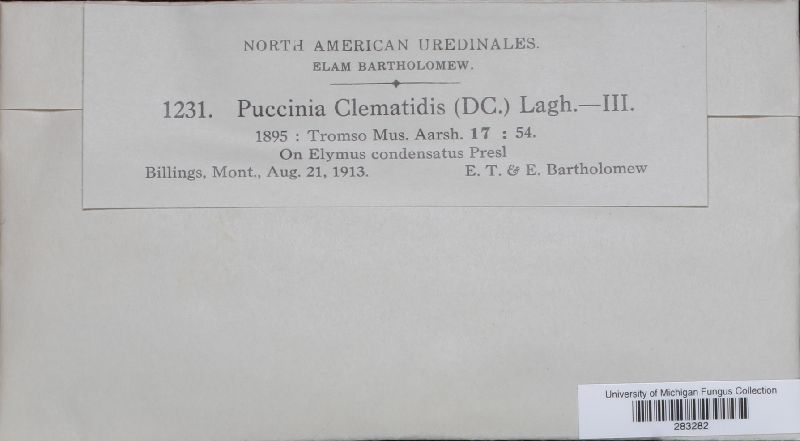 NORTH AMERICAN UREDINALES.
ELAM BARTHOLOMEW.
1231. Puccinia Clematidis (DC.) Lagh.—III.
1895 : Tromso Mus. Aarsh. 17 : 54.
On Elymus condensatus Presl
Billings, Mont., Aug. 21, 1913. E. T. & E. Bartholomew
University of Michigan Fungus Collection
283282